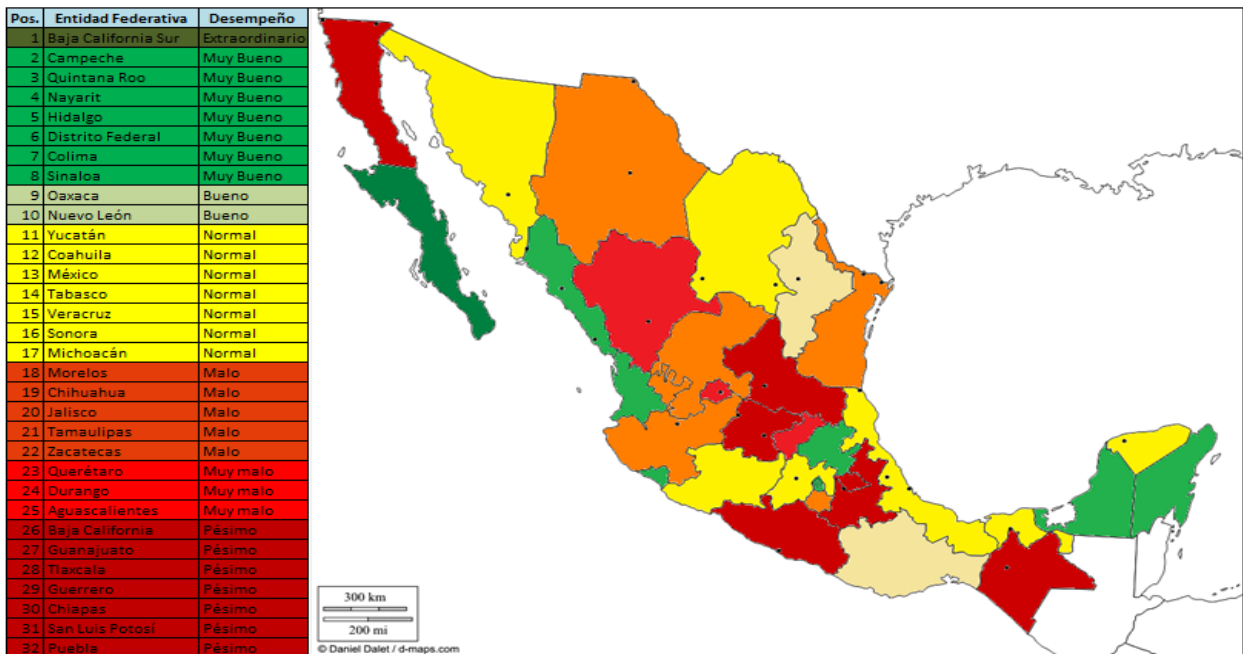 Pos. Entidad Federativa Desempeño
1 Baja California Sur Extraordinario
2 Campeche Muy Bueno
3 Quintana Roo Muy Bueno
4 Nayarit Muy Bueno
5 Hidalgo Muy Bueno
6 Distrito Federal Muy Bueno
7 Colima Muy Bueno
8 Sinaloa Muy Bueno
9 Oaxaca Bueno
10 Nuevo León Bueno
11 Yucatán Normal
12 Coahuila Normal
13 México Normal
14 Tabasco Normal
15 Veracruz Normal
16 Sonora Normal
17 Michoacán Normal
18 Morelos Malo
19 Chihuahua Malo
20 Jalisco Malo
21 Tamaulipas Malo
22 Zacatecas Malo
23 Querétaro Muy malo
24 Durango Muy malo
25 Aguascalientes Muy malo
26 Baja California Pésimo
27 Guanajuato Pésimo
28 Tlaxcala Pésimo
29 Guerrero Pésimo
30 Chiapas Pésimo
31 San Luis Potosí Pésimo
32 Puebla Pésimo
300 km
200 mi
© Daniel Dalet / d-maps.com